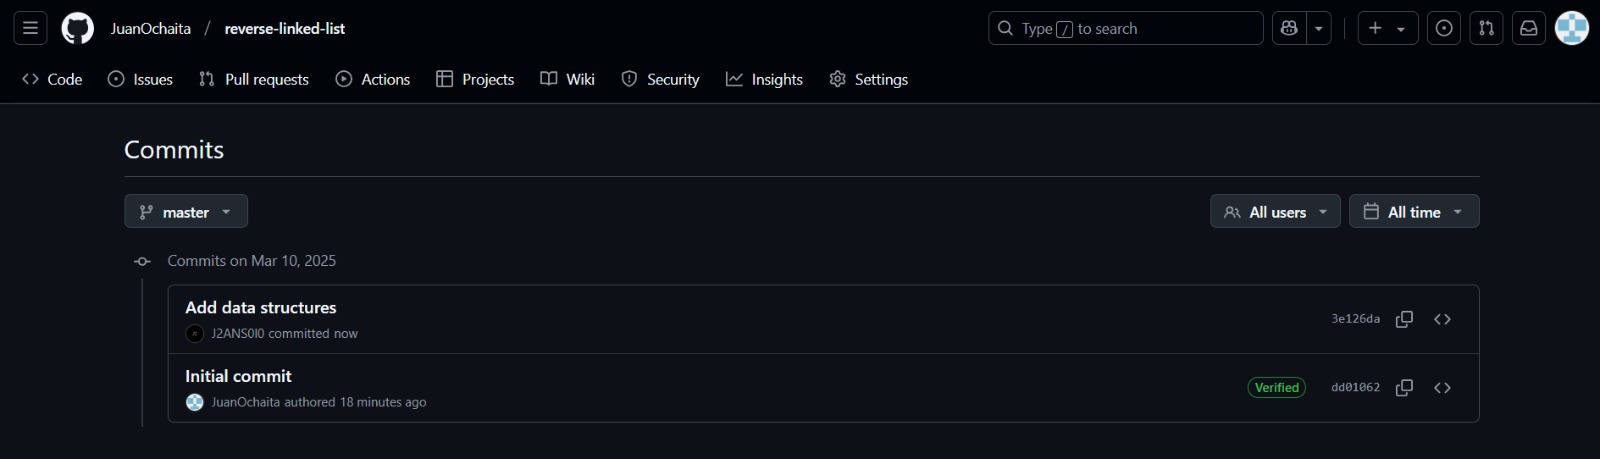 JuanOchaita / reverse-linked-list
Type / to search
Code Issues Pull requests Actions Projects Wiki Security Insights Settings
Commits
master
All users All time
Commits on Mar 10, 2025
Add data structures
J2ANS0I0 committed now
3e126da
Initial commit
JuanOchaita authored 18 minutes ago
Verified dd01062